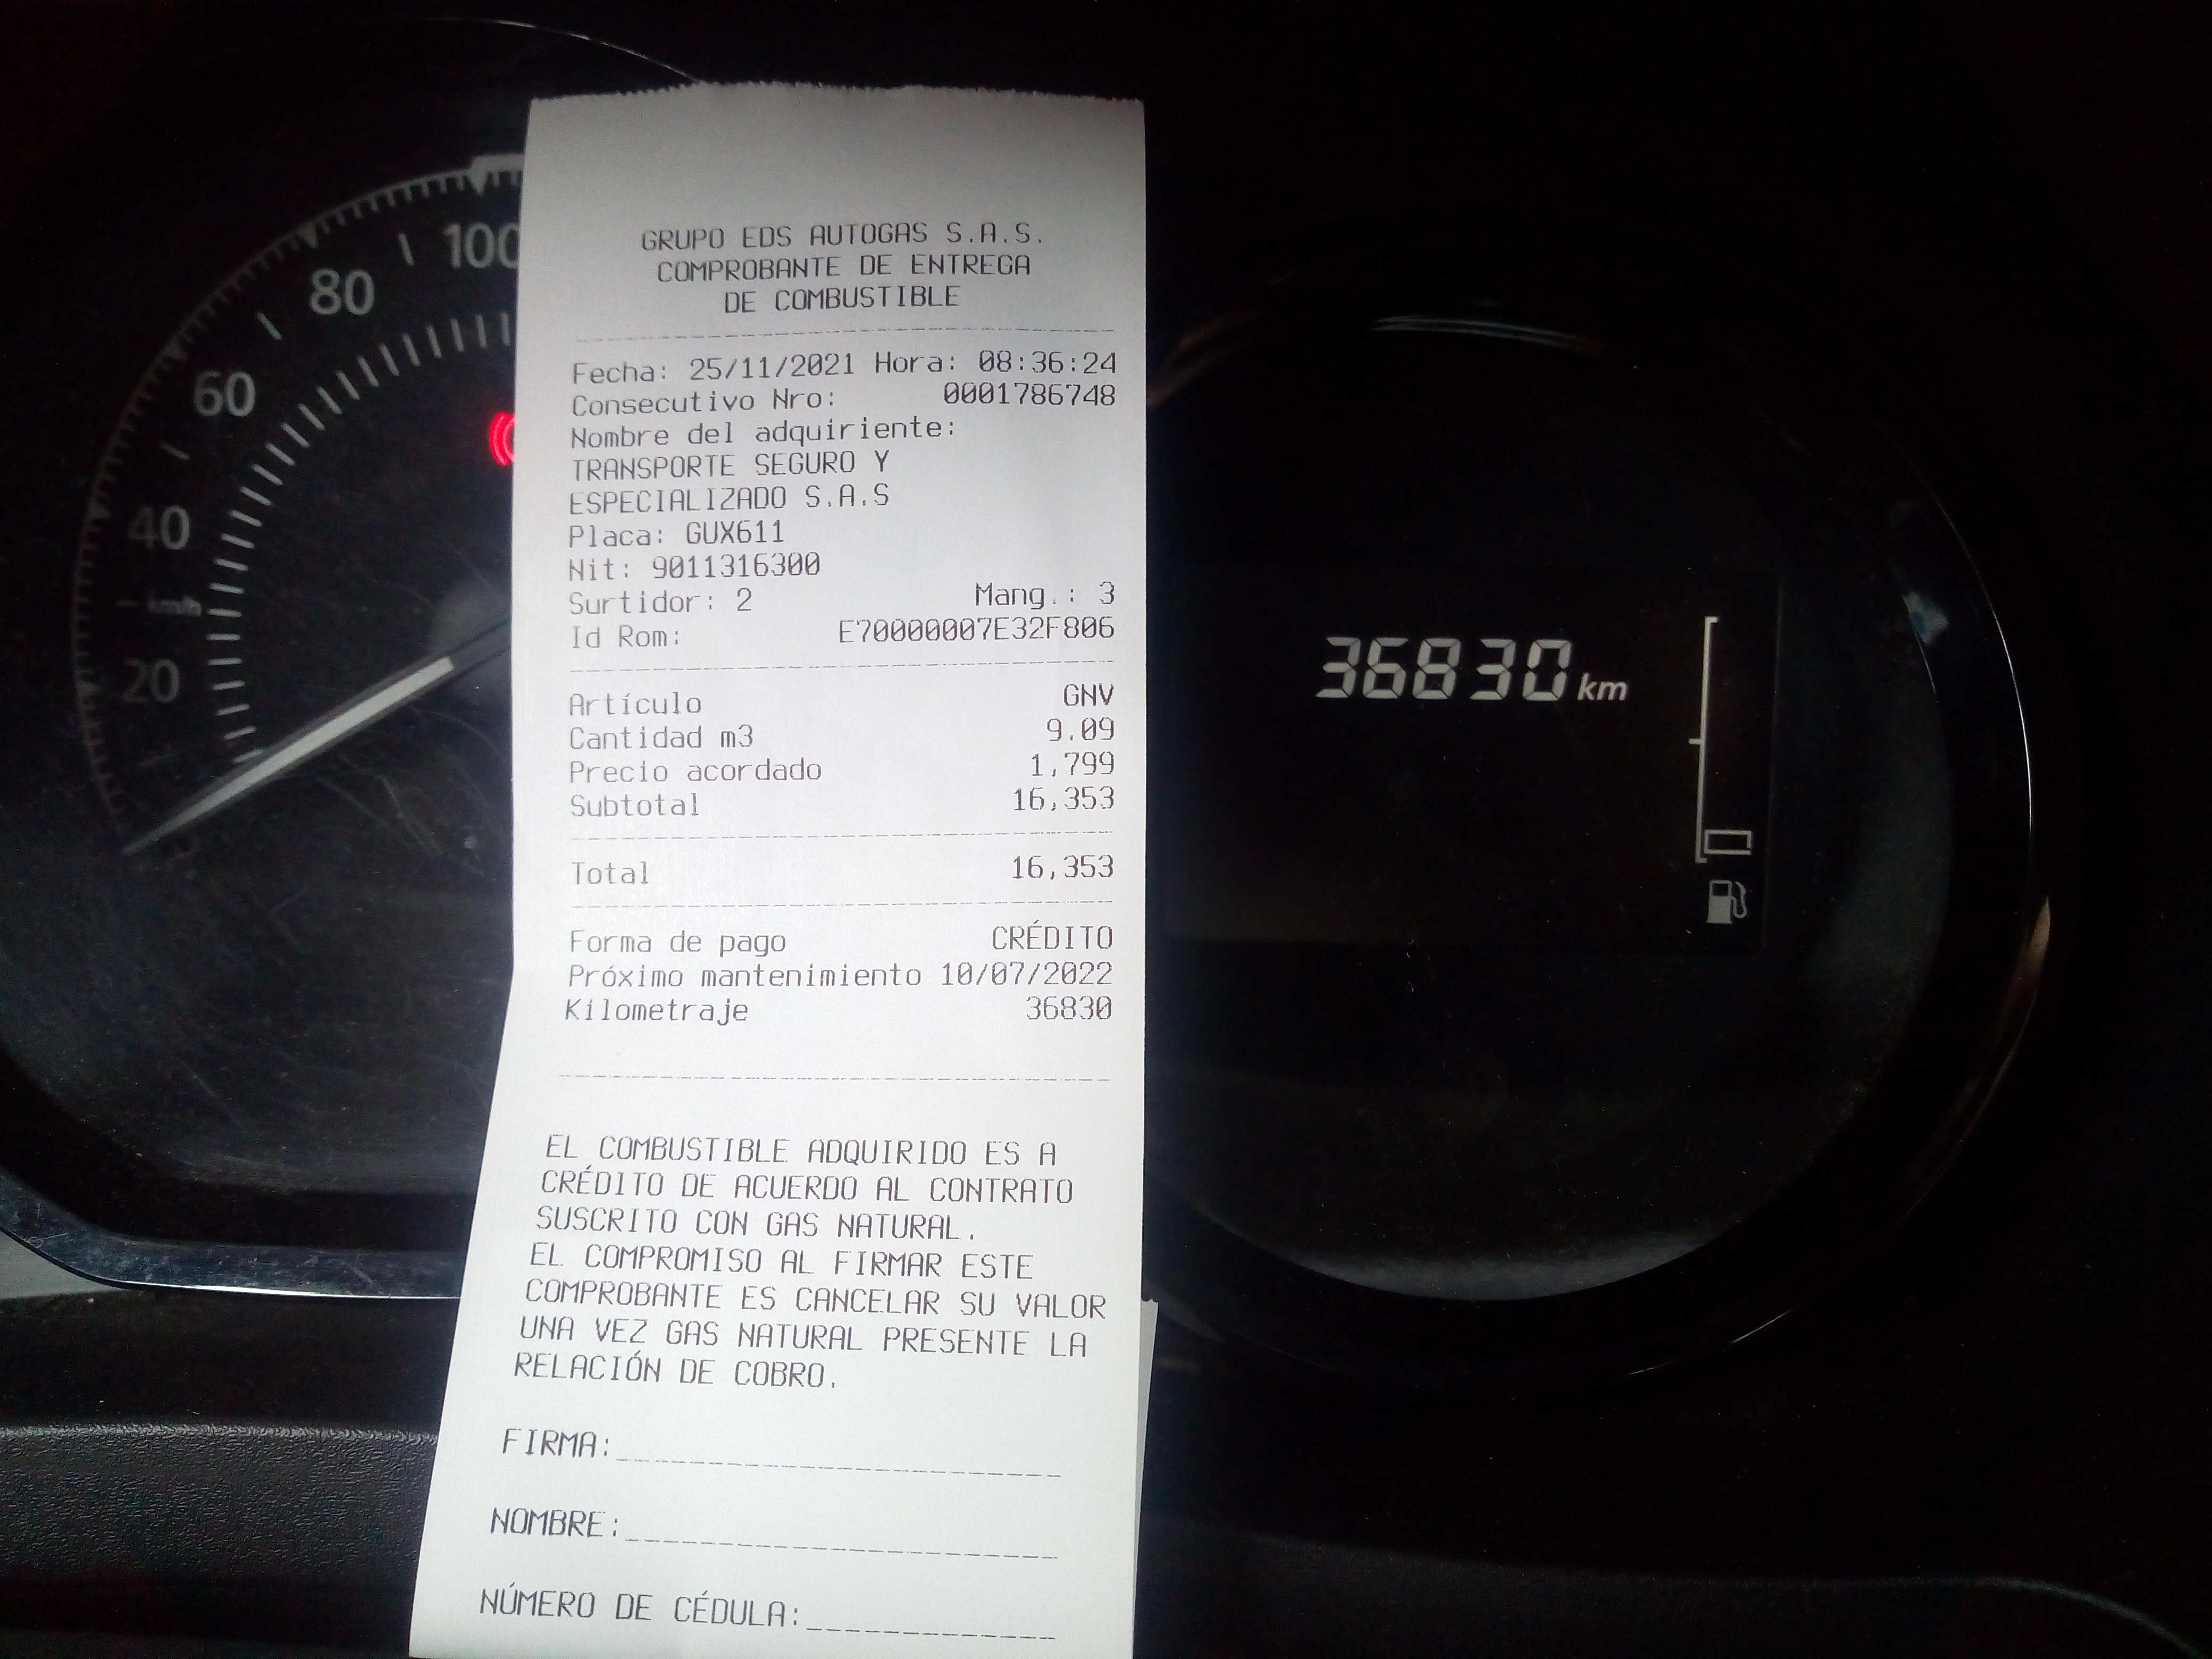 GRUPO EDS AUTOGAS S.A.S.
COMPROBANTE DE ENTREGA
DE COMBUSTIBLE
Fecha: 25/11/2021 Hora: 08:36:24
Consecutivo Nro: 0001786748
Nombre del adquiriente:
TRANSPORTE SEGURO Y
ESPECIALIZADO S.A.S
Placa: GUX611
Nit: 9011316300
Surtidor: 2 Mang.: 3
Id Rom: E70000007E32F806
Artículo GNV
Cantidad m3 9.09
Precio acordado 1,799
Subtotal 16,353
Total 16,353
Forma de pago CRÉDITO
Próximo mantenimiento 10/07/2022
Kilometraje 36830
EL COMBUSTIBLE ADQUIRIDO ES A
CRÉDITO DE ACUERDO AL CONTRATO
SUSCRITO CON GAS NATURAL.
EL COMPROMISO AL FIRMAR ESTE
COMPROBANTE ES CANCELAR SU VALOR
UNA VEZ GAS NATURAL PRESENTE LA
RELACIÓN DE COBRO.
FIRMA:
NOMBRE:
NÚMERO DE CÉDULA:
100
80
60
40
km/h
20
36830 km